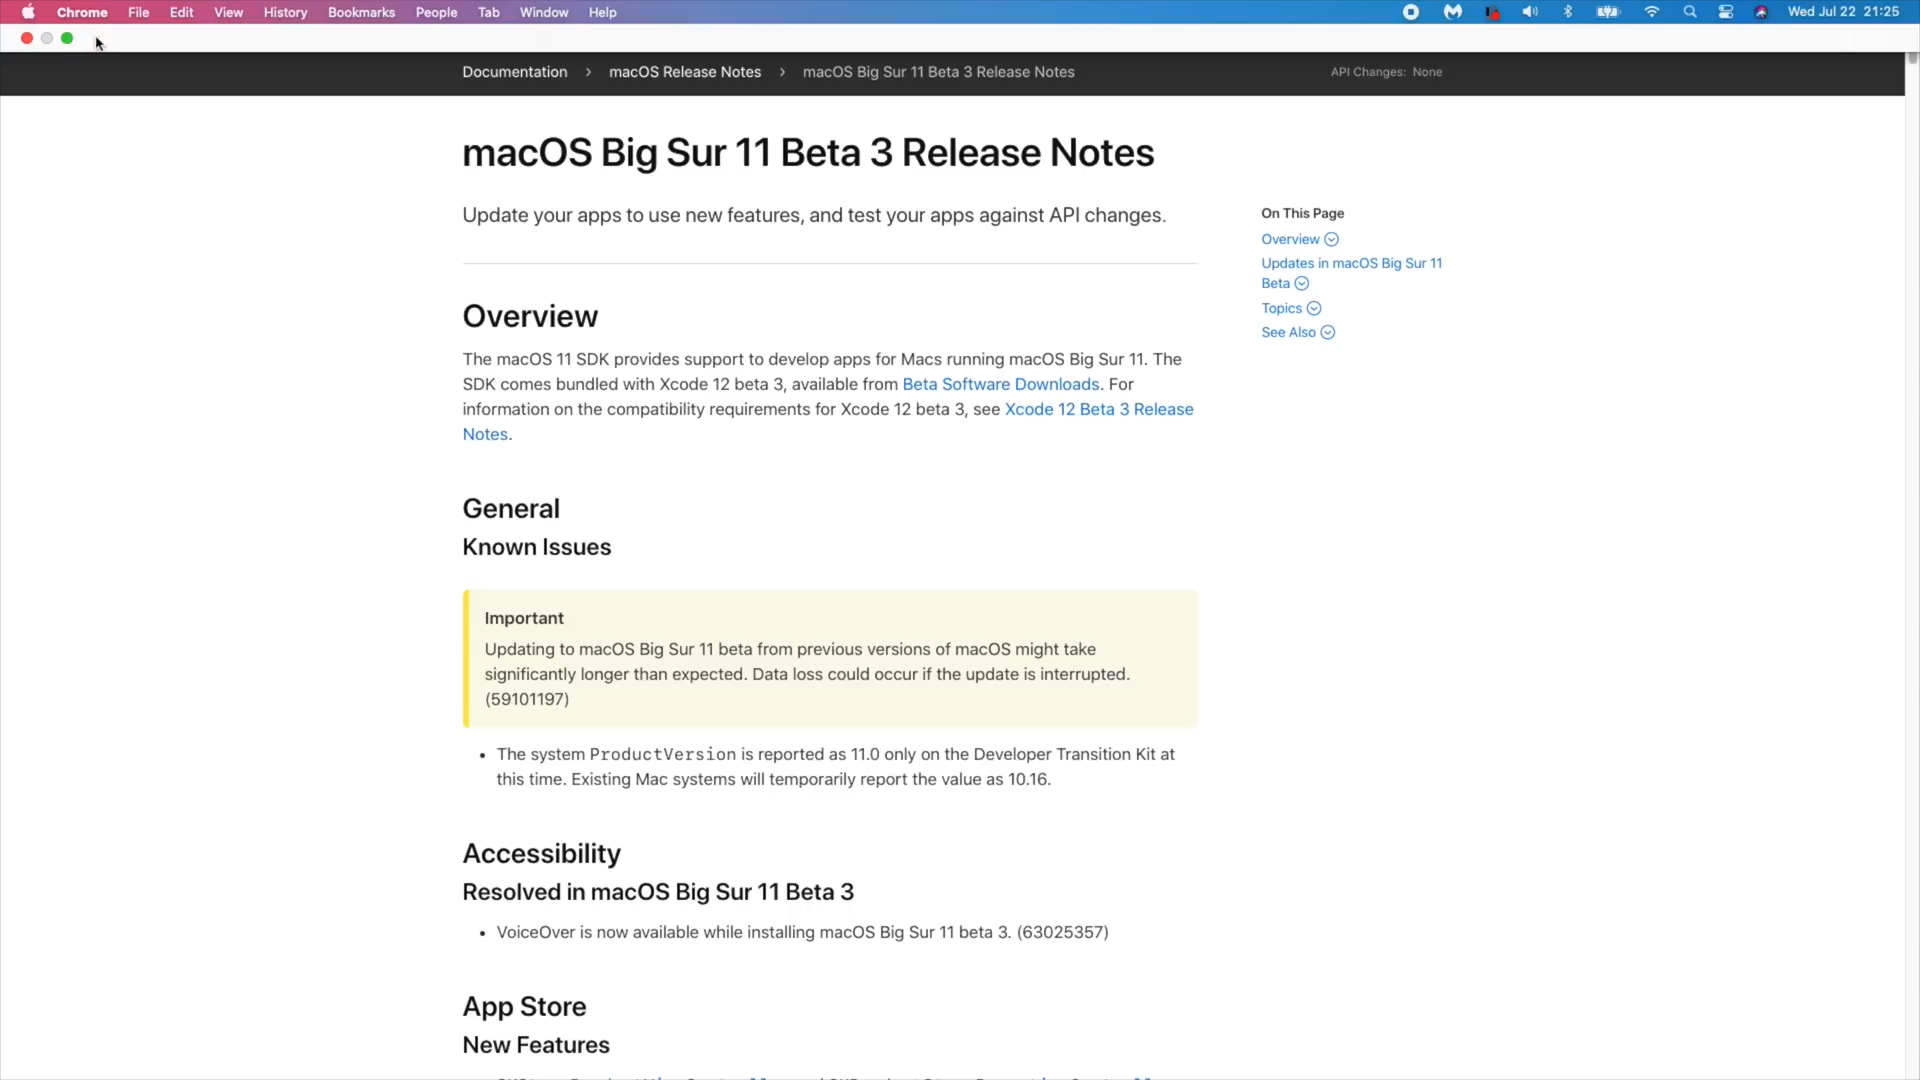 Chrome File Edit View History Bookmarks People Tab Window Help Wed Jul 22 21:25
Documentation › macOS Release Notes › macOS Big Sur 11 Beta 3 Release Notes API Changes: None
macOS Big Sur 11 Beta 3 Release Notes
Update your apps to use new features, and test your apps against API changes.
On This Page
Overview
Updates in macOS Big Sur 11
Beta
Topics
See Also
Overview
The macOS 11 SDK provides support to develop apps for Macs running macOS Big Sur 11. The
SDK comes bundled with Xcode 12 beta 3, available from Beta Software Downloads. For
information on the compatibility requirements for Xcode 12 beta 3, see Xcode 12 Beta 3 Release
Notes.
General
Known Issues
Important
Updating to macOS Big Sur 11 beta from previous versions of macOS might take
significantly longer than expected. Data loss could occur if the update is interrupted.
(59101197)
• The system ProductVersion is reported as 11.0 only on the Developer Transition Kit at
this time. Existing Mac systems will temporarily report the value as 10.16.
Accessibility
Resolved in macOS Big Sur 11 Beta 3
• VoiceOver is now available while installing macOS Big Sur 11 beta 3. (63025357)
App Store
New Features